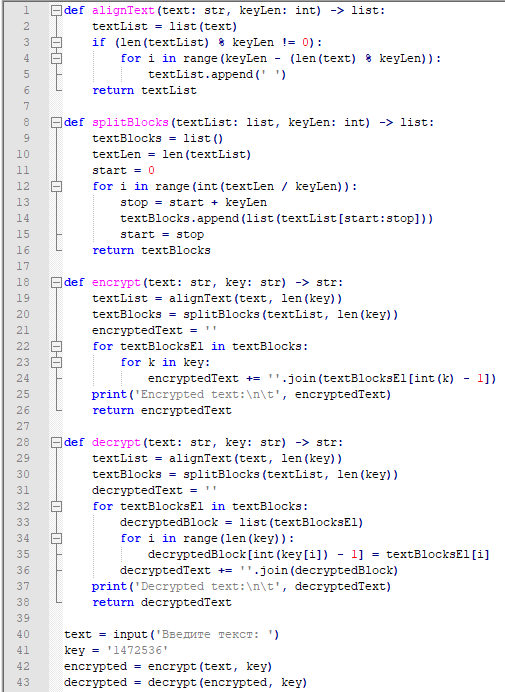 1 def alignText(text: str, keyLen: int) -> list:
2     textList = list(text)
3     if (len(textList) % keyLen != 0):
4         for i in range(keyLen - (len(text) % keyLen)):
5             textList.append(' ')
6     return textList
7
8 def splitBlocks(textList: list, keyLen: int) -> list:
9     textBlocks = list()
10     textLen = len(textList)
11     start = 0
12     for i in range(int(textLen / keyLen)):
13         stop = start + keyLen
14         textBlocks.append(list(textList[start:stop]))
15         start = stop
16     return textBlocks
17
18 def encrypt(text: str, key: str) -> str:
19     textList = alignText(text, len(key))
20     textBlocks = splitBlocks(textList, len(key))
21     encryptedText = ''
22     for textBlocksEl in textBlocks:
23         for k in key:
24             encryptedText += ''.join(textBlocksEl[int(k) - 1])
25     print('Encrypted text:\n\t', encryptedText)
26     return encryptedText
27
28 def decrypt(text: str, key: str) -> str:
29     textList = alignText(text, len(key))
30     textBlocks = splitBlocks(textList, len(key))
31     decryptedText = ''
32     for textBlocksEl in textBlocks:
33         decryptedBlock = list(textBlocksEl)
34         for i in range(len(key)):
35             decryptedBlock[int(key[i]) - 1] = textBlocksEl[i]
36         decryptedText += ''.join(decryptedBlock)
37     print('Decrypted text:\n\t', decryptedText)
38     return decryptedText
39
40 text = input('Введите текст: ')
41 key = '1472536'
42 encrypted = encrypt(text, key)
43 decrypted = decrypt(encrypted, key)